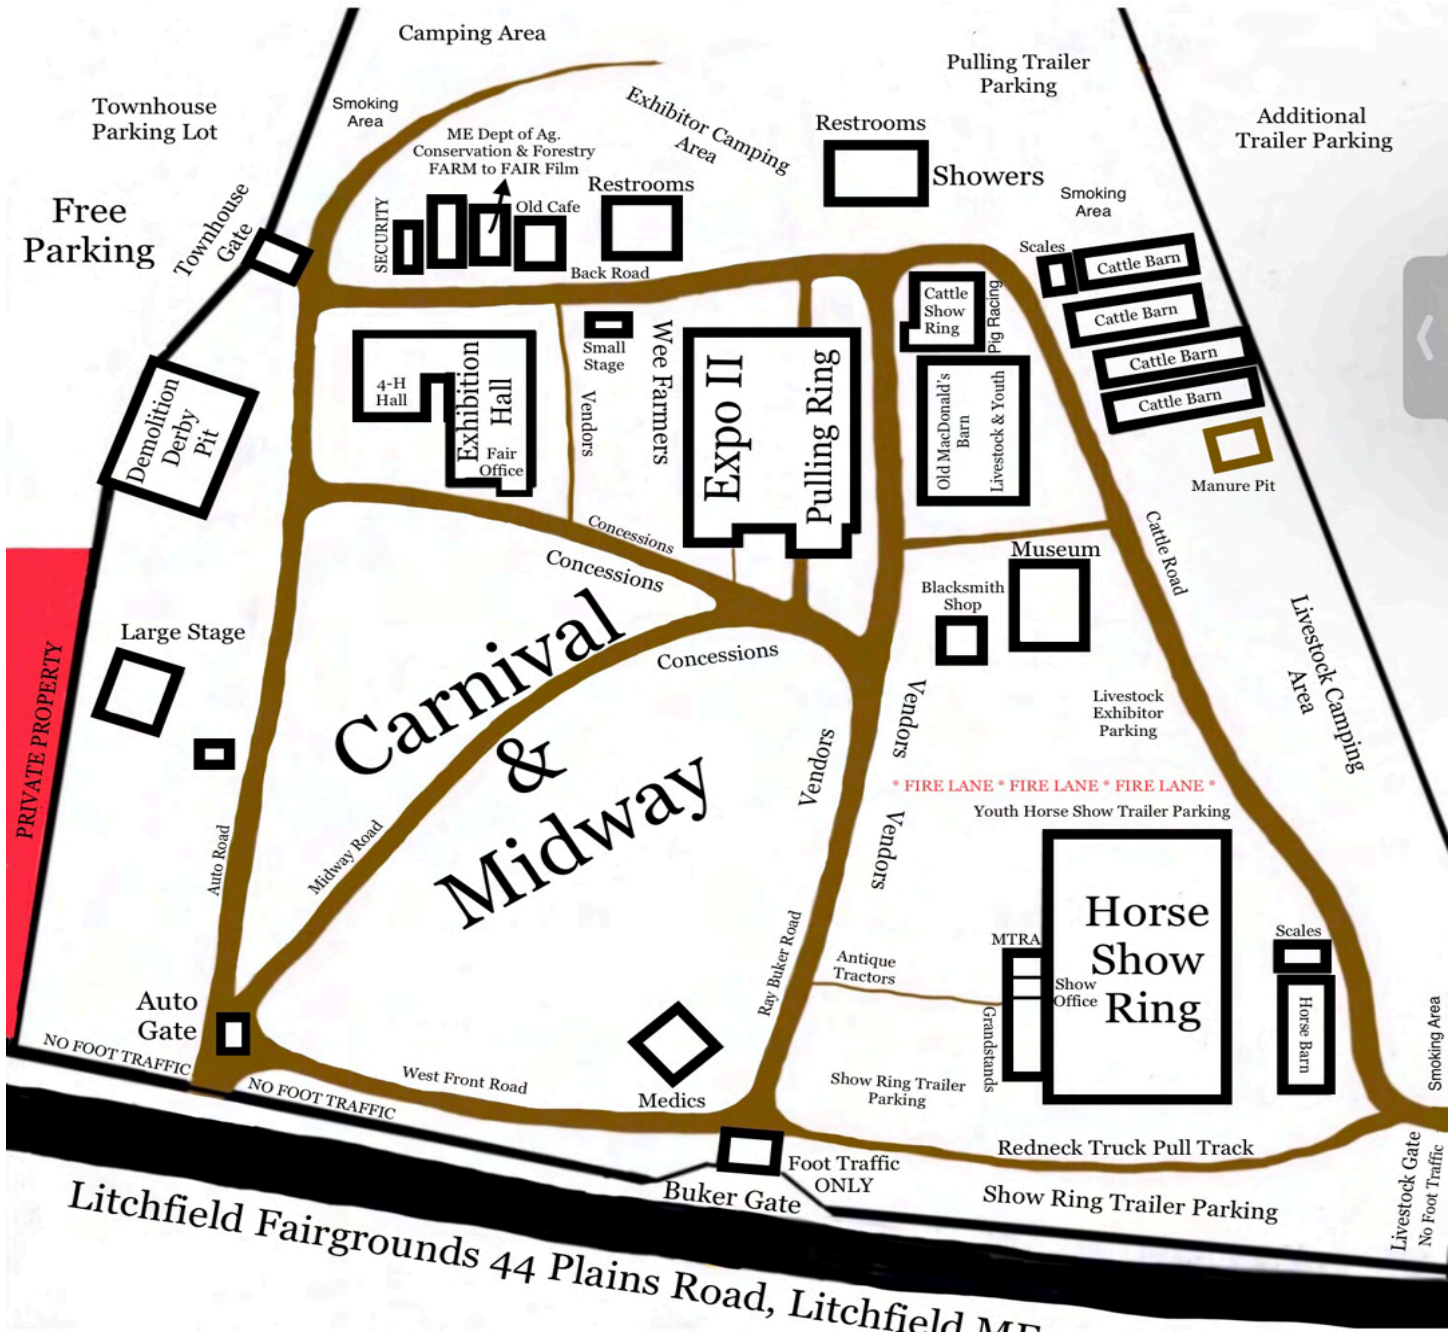 Camping Area
Pulling Trailer
Parking
Townhouse
Parking Lot
Smoking
Area
Exhibitor Camping
Area
Additional
Trailer Parking
ME Dept of Ag.
Conservation & Forestry
FARM to FAIR Film
Restrooms
Showers
Free
Parking
Townhouse
Gate
SECURITY
Old Cafe
Restrooms
Back Road
Smoking
Area
Scales
Cattle Barn
Cattle Barn
Cattle Barn
Cattle Barn
Manure Pit
Cattle
Show
Ring
Pig Racing
Small
Stage
Wee Farmers
Vendors
4-H
Hall
Exhibition
Hall
Fair
Office
Expo II
Pulling Ring
Old MacDonald's
Barn
Livestock & Youth
Demolition
Derby
Pit
Concessions
Concessions
Concessions
Museum
Blacksmith
Shop
Cattle Road
Livestock Camping
Area
Large Stage
PRIVATE PROPERTY
Carnival
&
Midway
Vendors
Vendors
Vendors
Livestock
Exhibitor
Parking
* FIRE LANE * FIRE LANE * FIRE LANE *
Youth Horse Show Trailer Parking
Auto Road
Midway Road
Ray Buker Road
Antique
Tractors
MTRA
Show
Office
Grandstands
Horse
Show
Ring
Scales
Horse Barn
Smoking Area
Auto
Gate
NO FOOT TRAFFIC
NO FOOT TRAFFIC
West Front Road
Medics
Show Ring Trailer
Parking
Redneck Truck Pull Track
Foot Traffic
ONLY
Buker Gate
Show Ring Trailer Parking
Livestock Gate
No Foot Traffic
Litchfield Fairgrounds 44 Plains Road, Litchfield ME